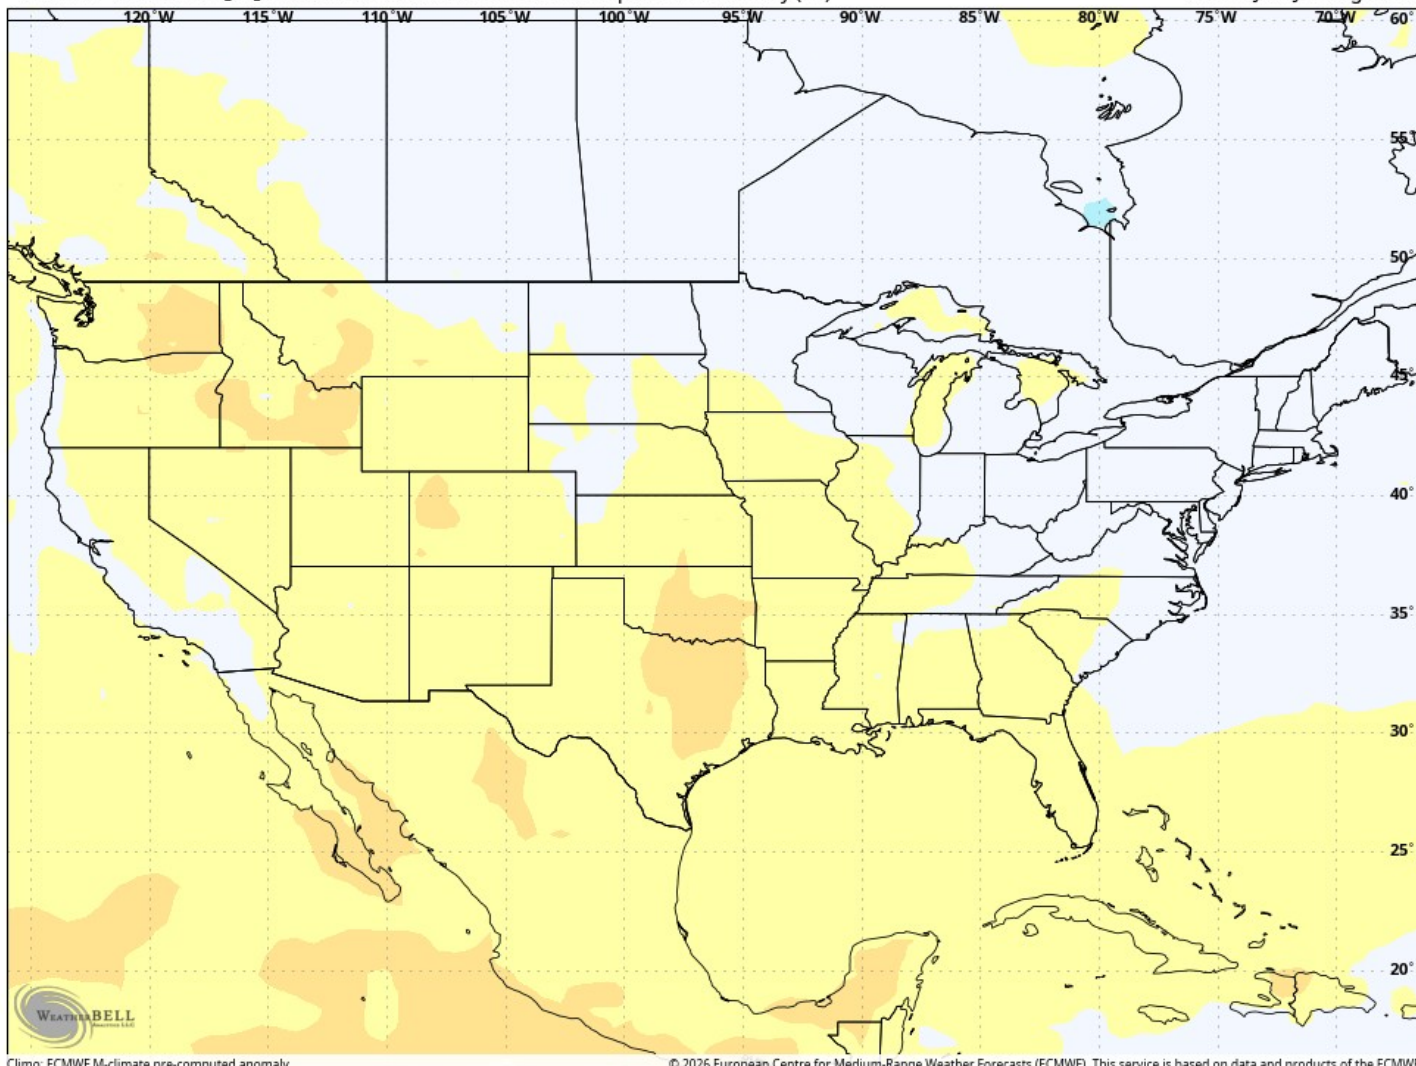 120°W 115°W 110°W 105°W 100°W 95°W 90°W 85°W 80°W 75°W 70°W 60°
55°
50°
45°
40°
35°
30°
25°
20°
WEATHERBELL
Analytics LLC
Climo: ECMWF M-climate pre-computed anomaly
© 2026 European Centre for Medium-Range Weather Forecasts (ECMWF). This service is based on data and products of the ECMWF